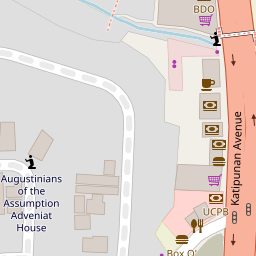 BDO
Katipunan Avenue
Augustinians
of the
Assumption
Adveniat
House
UCPB
Box O